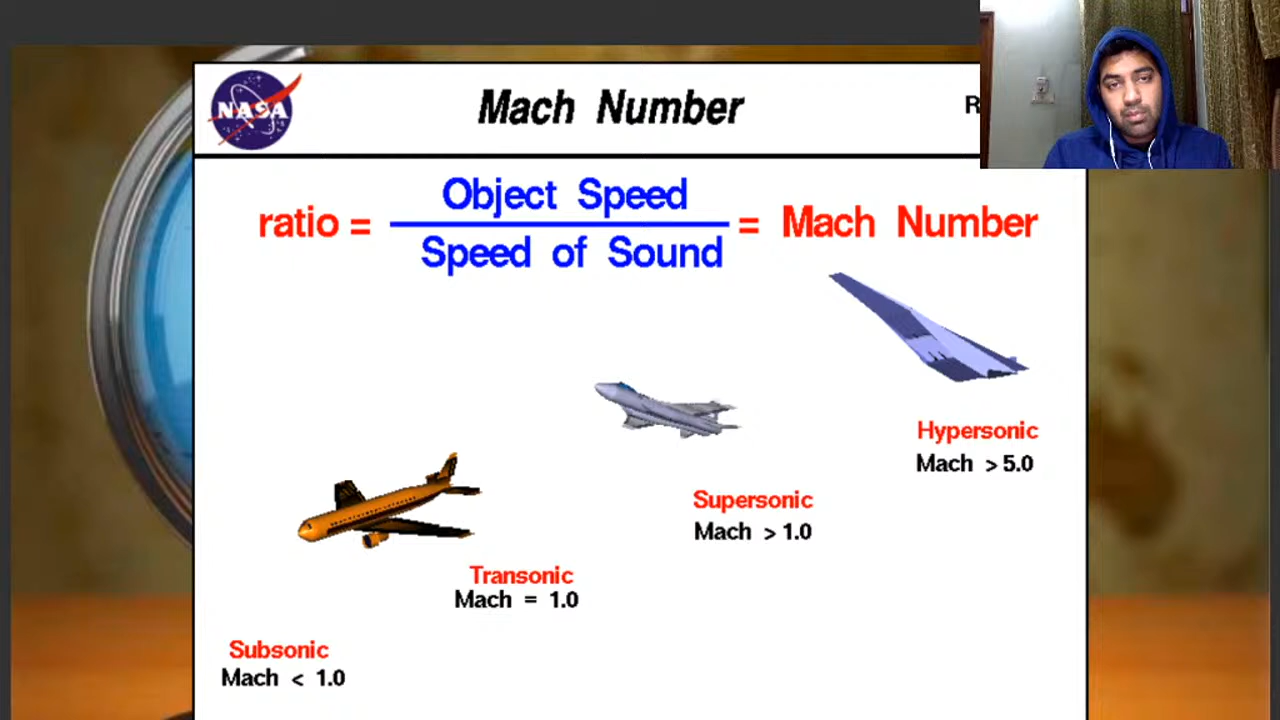 NASA
Mach Number
R
ratio = Object Speed = Mach Number
Speed of Sound
Hypersonic
Mach > 5.0
Supersonic
Mach > 1.0
Transonic
Mach = 1.0
Subsonic
Mach < 1.0